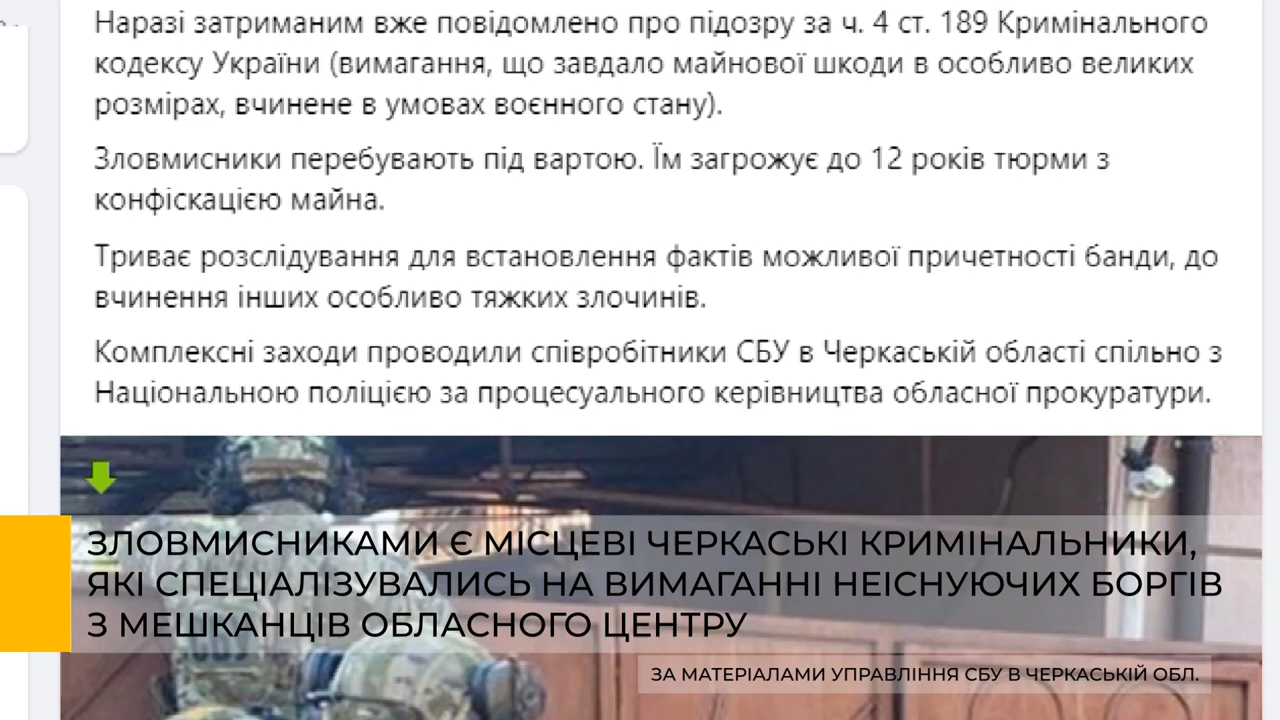 Наразі затриманим вже повідомлено про підозру за ч. 4 ст. 189 Кримінального
кодексу України (вимагання, що завдало майнової шкоди в особливо великих
розмірах, вчинене в умовах воєнного стану).
Зловмисники перебувають під вартою. Їм загрожує до 12 років тюрми з
конфіскацією майна.
Триває розслідування для встановлення фактів можливої причетності банди, до
вчинення інших особливо тяжких злочинів.
Комплексні заходи проводили співробітники СБУ в Черкаській області спільно з
Національною поліцією за процесуального керівництва обласної прокуратури.
ЗЛОВМИСНИКАМИ Є МІСЦЕВІ ЧЕРКАСЬКІ КРИМІНАЛЬНИКИ,
ЯКІ СПЕЦІАЛІЗУВАЛИСЬ НА ВИМАГАННІ НЕІСНУЮЧИХ БОРГІВ
З МЕШКАНЦІВ ОБЛАСНОГО ЦЕНТРУ
ЗА МАТЕРІАЛАМИ УПРАВЛІННЯ СБУ В ЧЕРКАСЬКІЙ ОБЛ.